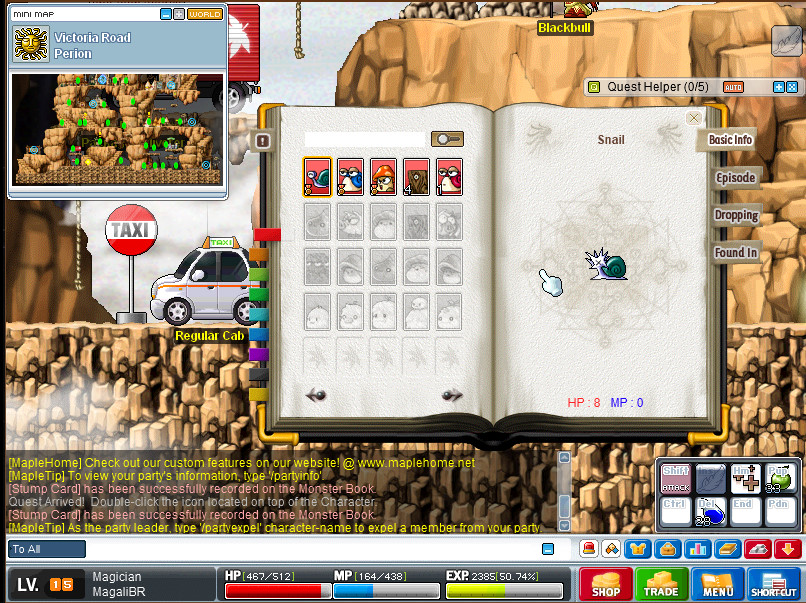 MINI MAP
WORLD
Victoria Road
Perion
Blackbull
Quest Helper (0/5)
AUTO
Snail
Basic Info
Episode
Dropping
Found In
HP : 8 MP : 0
TAXI
TAXI
Regular Cab
4
[MapleHome] Check out our custom features on our website! @ www.maplehome.net
[MapleTip] To view your party's information, type '/partyinfo'.
[Stump Card] has been successfully recorded on the Monster Book.
Quest Arrived! Double-click the icon located on top of the Character.
[Stump Card] has been successfully recorded on the Monster Book.
[MapleTip] As the party leader, type '/partyexpel' character-name to expel a member from your party.
Shift
ATTACK
Hm
Pup
Ctrl
Del
End
Pdn
To All
LV. 15
Magician
MagaliBR
HP [467/512]
MP [164/438]
EXP. 2385[50.74%]
SHOP
TRADE
MENU
SHORT CUT